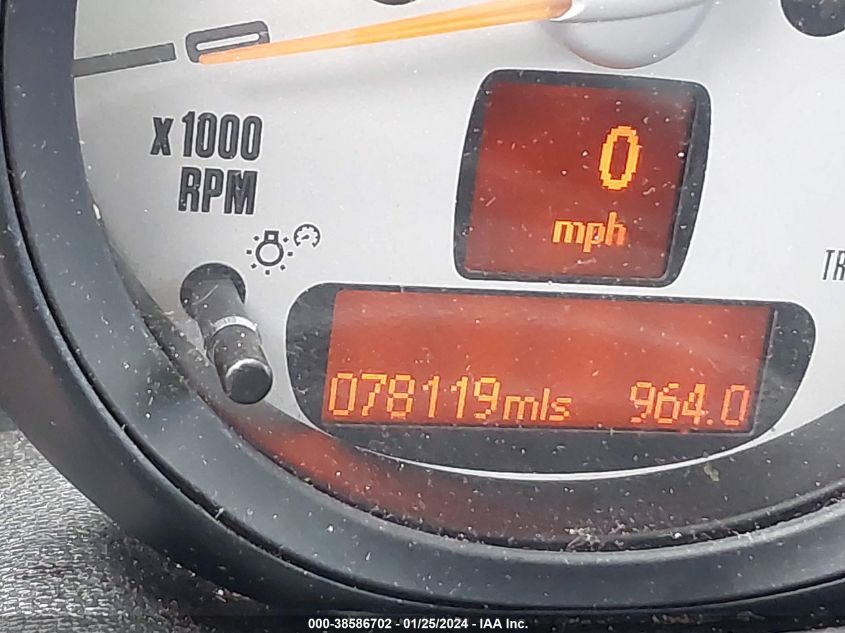 x 1000
RPM
0
mph
TR
078119mls 964.0
000-38586702 - 01/25/2024 - IAA Inc.